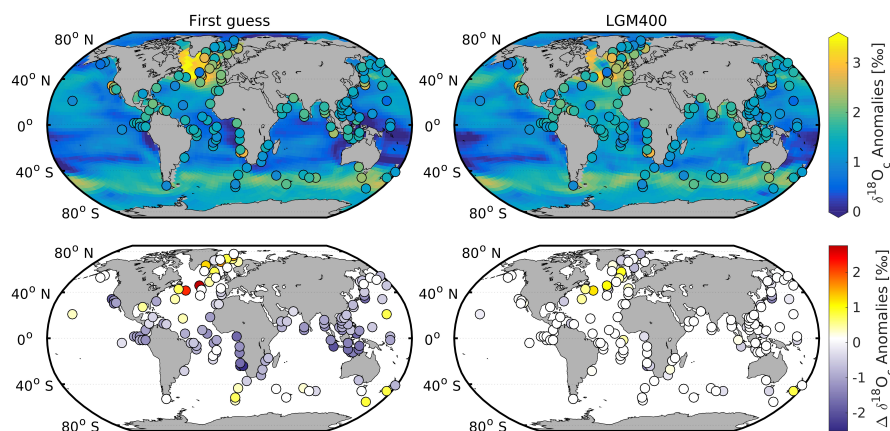 First guess
LGM400
80° N
40° N
0°
40° S
80° S
80° N
40° N
0°
40° S
80° S
3
2
1
0
δ¹⁸Oc Anomalies [‰]
80° N
40° N
0°
40° S
80° S
80° N
40° N
0°
40° S
80° S
2
1
0
-1
-2
Δ δ¹⁸Oc Anomalies [‰]